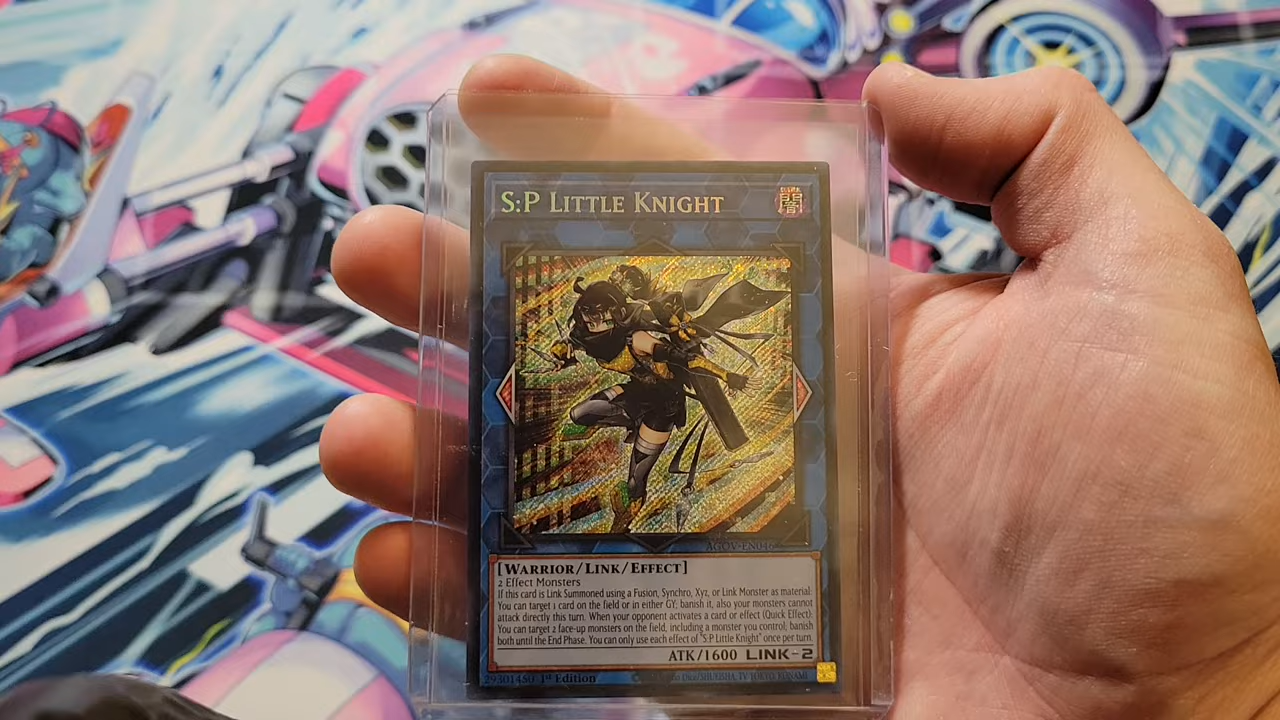 S:P Little Knight
闇
AGOV-EN046
[Warrior/Link/Effect]
2 Effect Monsters
If this card is Link Summoned using a Fusion, Synchro, Xyz, or Link Monster as material:
You can target 1 card on the field or in either GY; banish it, also your monsters cannot
attack directly this turn. When your opponent activates a card or effect (Quick Effect):
You can target 2 face-up monsters on the field, including a monster you control; banish
both until the End Phase. You can only use each effect of "S:P Little Knight" once per turn.
ATK/1600 LINK-2
29301450 1st Edition Dice/SHUEISHA, TV TOKYO, KONAMI